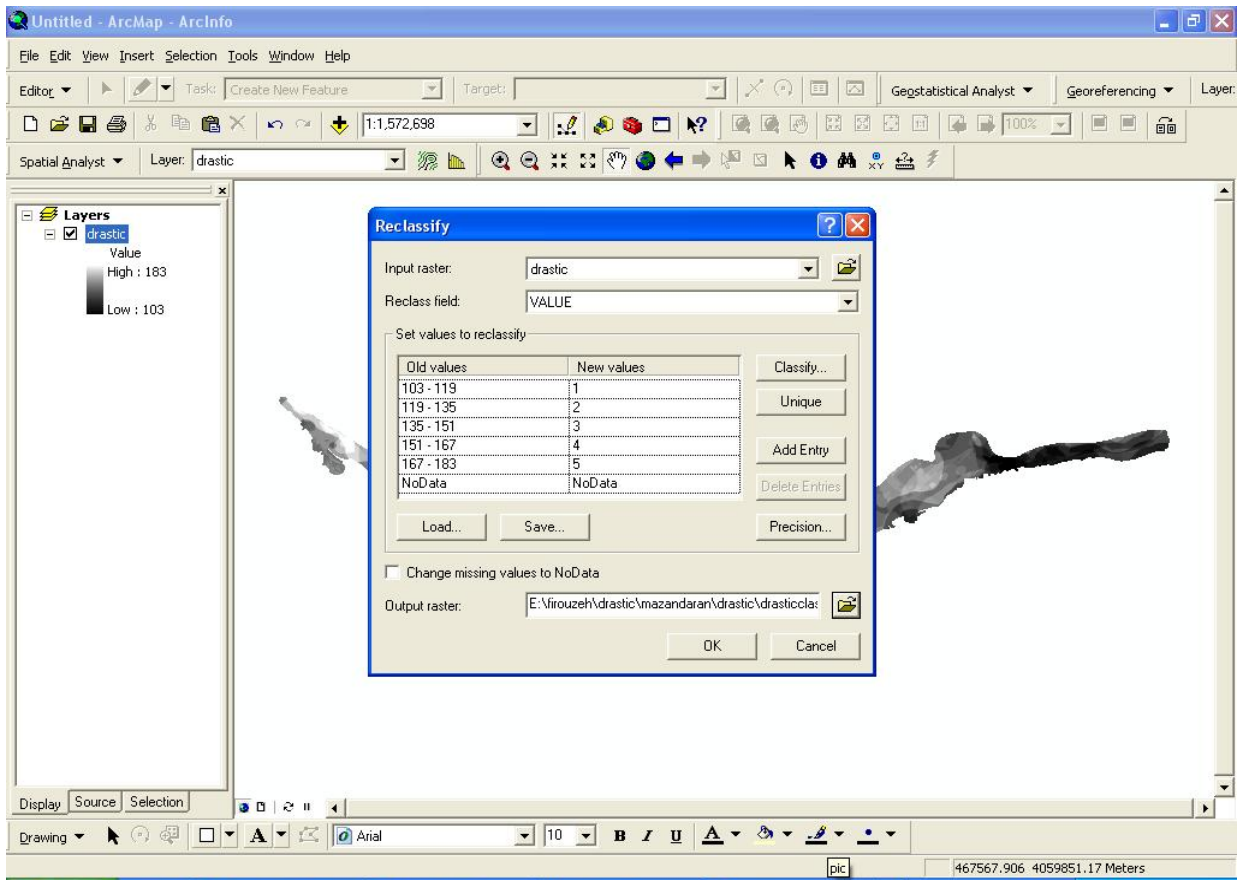 Untitled - ArcMap - ArcInfo
File Edit View Insert Selection Tools Window Help
Editor Task: Create New Feature Target: Geostatistical Analyst Georeferencing Layer:
1:1,572,698 100%
Spatial Analyst Layer: drastic
Layers
drastic
Value
High : 183
Low : 103
Reclassify
Input raster: drastic
Reclass field: VALUE
Set values to reclassify
Old values New values
103 - 119 1
119 - 135 2
135 - 151 3
151 - 167 4
167 - 183 5
NoData NoData
Classify...
Unique
Add Entry
Delete Entries
Load... Save... Precision...
Change missing values to NoData
Output raster: E:\firouzeh\drastic\mazandaran\drastic\drasticclas
OK Cancel
Display Source Selection
Drawing A Arial 10 B I U A
pic 467567.906 4059851.17 Meters